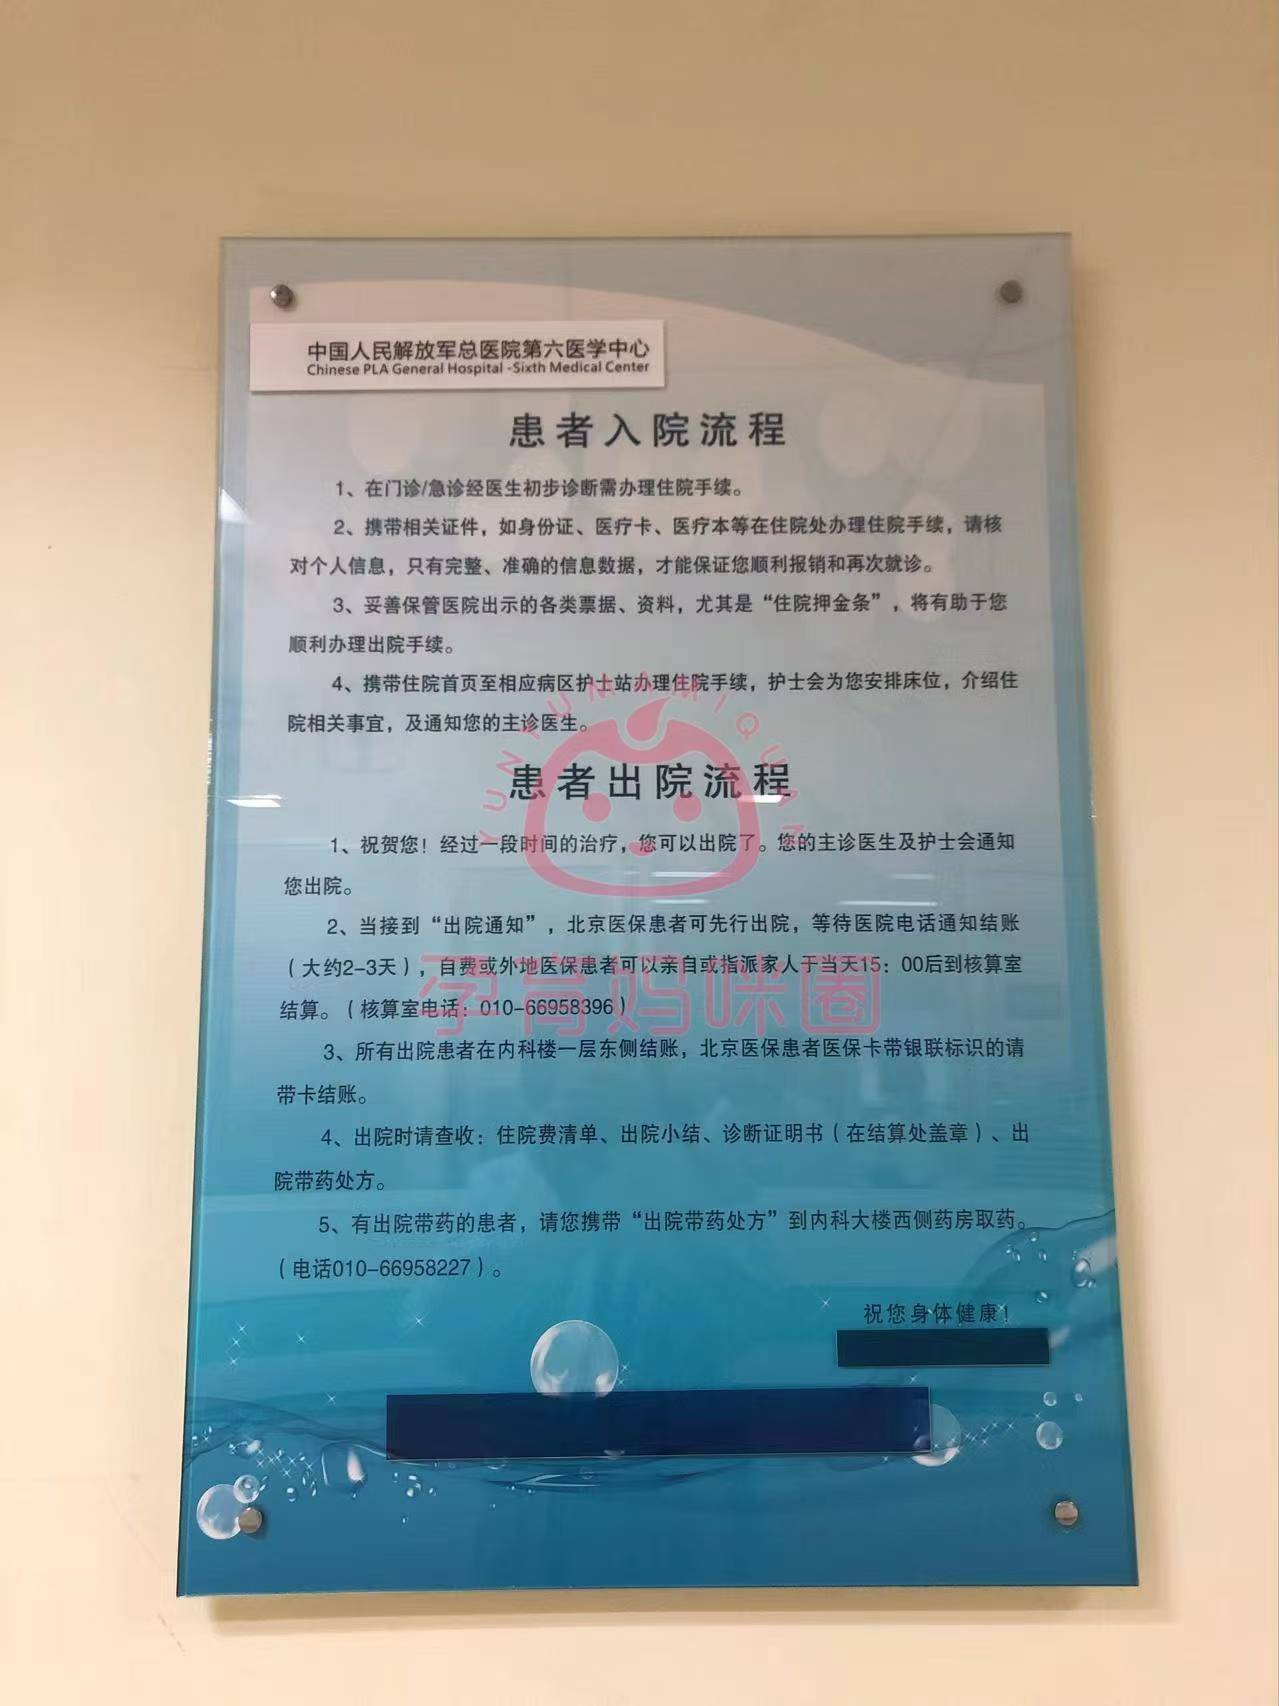 中国人民解放军总医院第六医学中心
Chinese PLA General Hospital -Sixth Medical Center
患者入院流程
1、在门诊/急诊经医生初步诊断需办理住院手续。
2、携带相关证件，如身份证、医疗卡、医疗本等在住院处办理住院手续，请核
对个人信息，只有完整、准确的信息数据，才能保证您顺利报销和再次就诊。
3、妥善保管医院出示的各类票据、资料，尤其是“住院押金条”，将有助于您
顺利办理出院手续。
4、携带住院首页至相应病区护士站办理住院手续，护士会为您安排床位，介绍住
院相关事宜，及通知您的主诊医生。
YUNYUMAMIQUAN
患者出院流程
1、祝贺您！经过一段时间的治疗，您可以出院了。您的主诊医生及护士会通知
您出院。
2、当接到“出院通知”，北京医保患者可先行出院，等待医院电话通知结账
（大约2-3天），自费或外地医保患者可以亲自或指派家人于当天15：00后到核算室
结算。（核算室电话：010-66958396）
孕育妈咪圈
3、所有出院患者在内科楼一层东侧结账，北京医保患者医保卡带银联标识的请
带卡结账。
4、出院时请查收：住院费清单、出院小结、诊断证明书（在结算处盖章）、出
院带药处方。
5、有出院带药的患者，请您携带“出院带药处方”到内科大楼西侧药房取药。
（电话010-66958227）。
祝您身体健康！